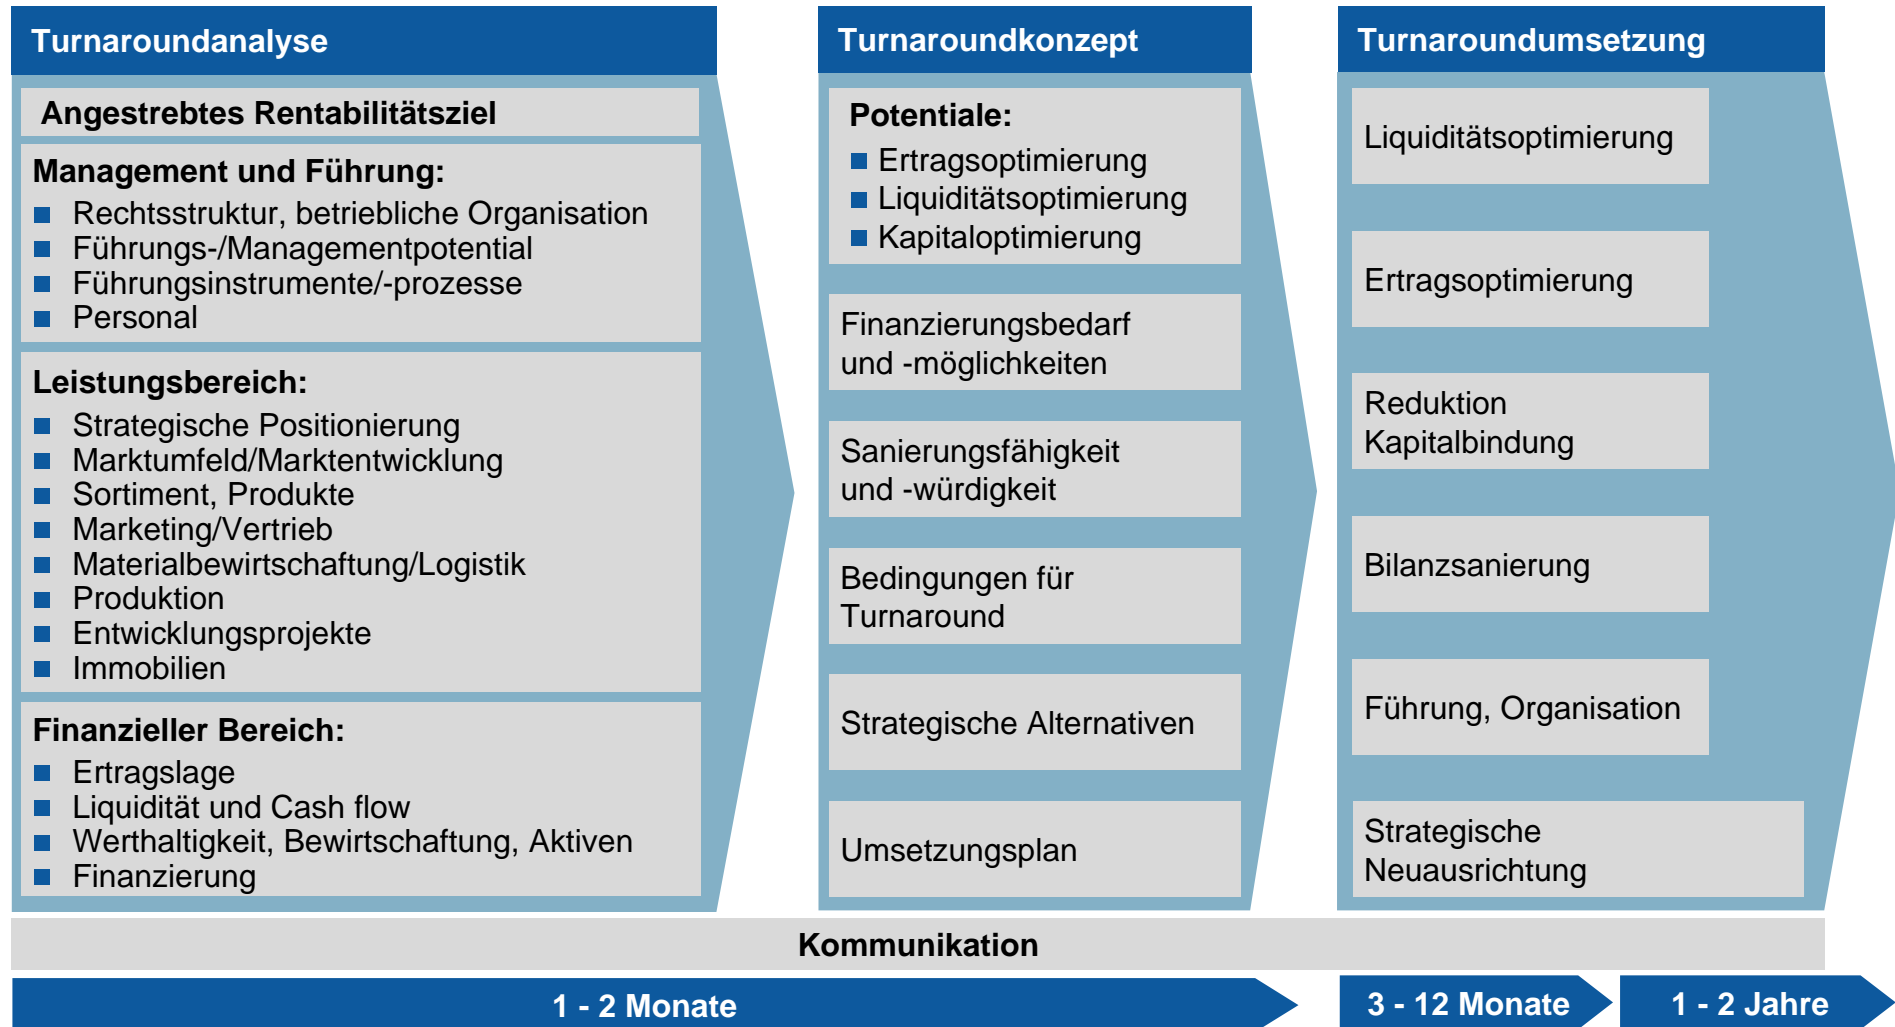 Turnaroundanalyse
Angestrebtes Rentabilitätsziel
Management und Führung:
Rechtsstruktur, betriebliche Organisation
Führungs-/Managementpotential
Führungsinstrumente/-prozesse
Personal
Leistungsbereich:
Strategische Positionierung
Marktumfeld/Marktentwicklung
Sortiment, Produkte
Marketing/Vertrieb
Materialbewirtschaftung/Logistik
Produktion
Entwicklungsprojekte
Immobilien
Finanzieller Bereich:
Ertragslage
Liquidität und Cash flow
Werthaltigkeit, Bewirtschaftung, Aktiven
Finanzierung
Turnaroundkonzept
Potentiale:
Ertragsoptimierung
Liquiditätsoptimierung
Kapitaloptimierung
Finanzierungsbedarf
und -möglichkeiten
Sanierungsfähigkeit
und -würdigkeit
Bedingungen für
Turnaround
Strategische Alternativen
Umsetzungsplan
Turnaroundumsetzung
Liquiditätsoptimierung
Ertragsoptimierung
Reduktion
Kapitalbindung
Bilanzsanierung
Führung, Organisation
Strategische
Neuausrichtung
Kommunikation
1 - 2 Monate
3 - 12 Monate
1 - 2 Jahre